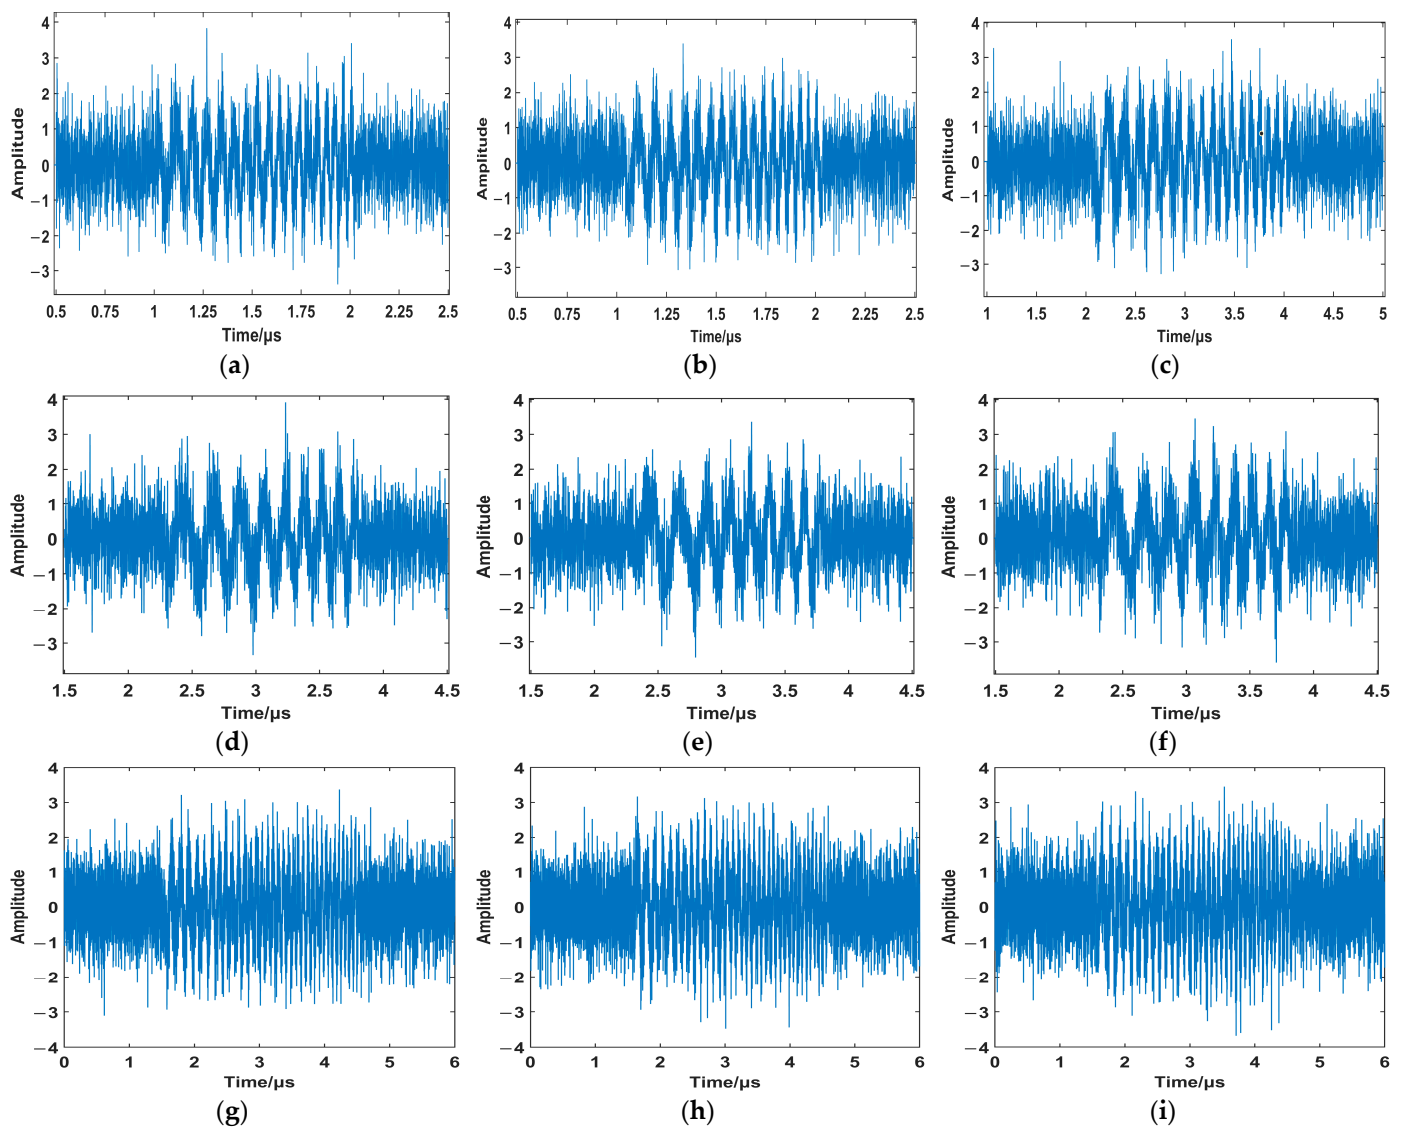 4 3 2 1 0 −1 −2 −3
Amplitude
0.5 0.75 1 1.25 1.5 1.75 2 2.25 2.5
Time/μs
(a)
4 3 2 1 0 −1 −2 −3
Amplitude
0.5 0.75 1 1.25 1.5 1.75 2 2.25 2.5
Time/μs
(b)
4 3 2 1 0 −1 −2 −3
Amplitude
1 1.5 2 2.5 3 3.5 4 4.5 5
Time/μs
(c)
4 3 2 1 0 −1 −2 −3
Amplitude
1.5 2 2.5 3 2.5 4 4.5
Time/μs
(d)
4 3 2 1 0 −1 −2 −3
Amplitude
1.5 2 2.5 3 3.5 4 4.5
Time/μs
(e)
4 3 2 1 0 −1 −2 −3
Amplitude
1.5 2 2.5 3 3.5 4 4.5
Time/μs
(f)
4 3 2 1 0 −1 −2 −3 −4
Amplitude
0 1 2 3 4 5 6
Time/μs
(g)
4 3 2 1 0 −1 −2 −3 −4
Amplitude
0 1 2 3 4 5 6
Time/μs
(h)
4 3 2 1 0 −1 −2 −3 −4
Amplitude
0 1 2 3 4 5 6
Time/μs
(i)